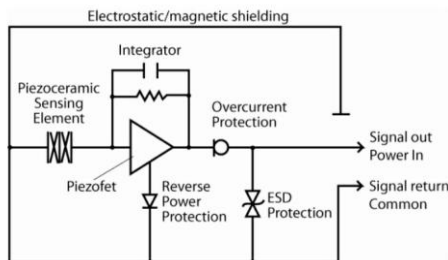 Electrostatic/magnetic shielding
Integrator
Piezoceramic
Sensing
Element
Overcurrent
Protection
Signal out
Power In
Piezofet
Reverse
Power
Protection
ESD
Protection
Signal return
Common